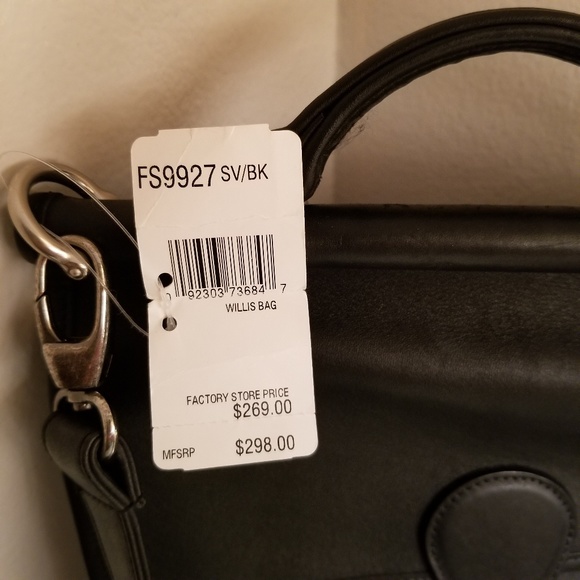 FS9927 SV/BK
92303 73684 7
WILLIS BAG
FACTORY STORE PRICE
$269.00
MFSRP $298.00